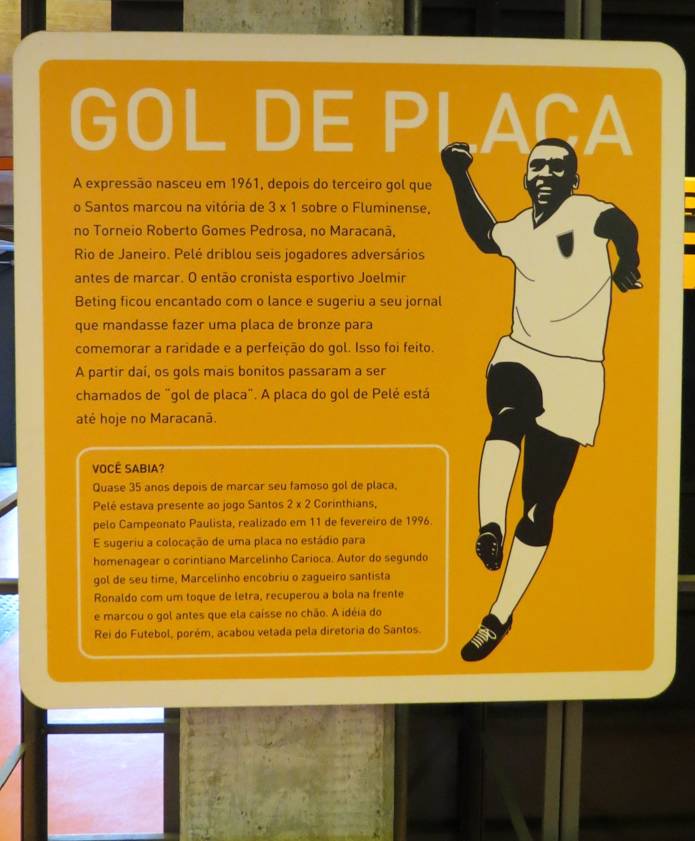 GOL DE PLACA
A expressão nasceu em 1961, depois do terceiro gol que
o Santos marcou na vitória de 3 x 1 sobre o Fluminense,
no Torneio Roberto Gomes Pedrosa, no Maracanã,
Rio de Janeiro. Pelé driblou seis jogadores adversários
antes de marcar. O então cronista esportivo Joelmir
Beting ficou encantado com o lance e sugeriu a seu jornal
que mandasse fazer uma placa de bronze para
comemorar a raridade e a perfeição do gol. Isso foi feito.
A partir daí, os gols mais bonitos passaram a ser
chamados de "gol de placa". A placa do gol de Pelé está
até hoje no Maracanã.
VOCÊ SABIA?
Quase 35 anos depois de marcar seu famoso gol de placa,
Pelé estava presente ao jogo Santos 2 x 2 Corinthians,
pelo Campeonato Paulista, realizado em 11 de fevereiro de 1996.
E sugeriu a colocação de uma placa no estádio para
homenagear o corintiano Marcelinho Carioca. Autor do segundo
gol de seu time, Marcelinho encobriu o zagueiro santista
Ronaldo com um toque de letra, recuperou a bola na frente
e marcou o gol antes que ela caísse no chão. A idéia do
Rei do Futebol, porém, acabou vetada pela diretoria do Santos.